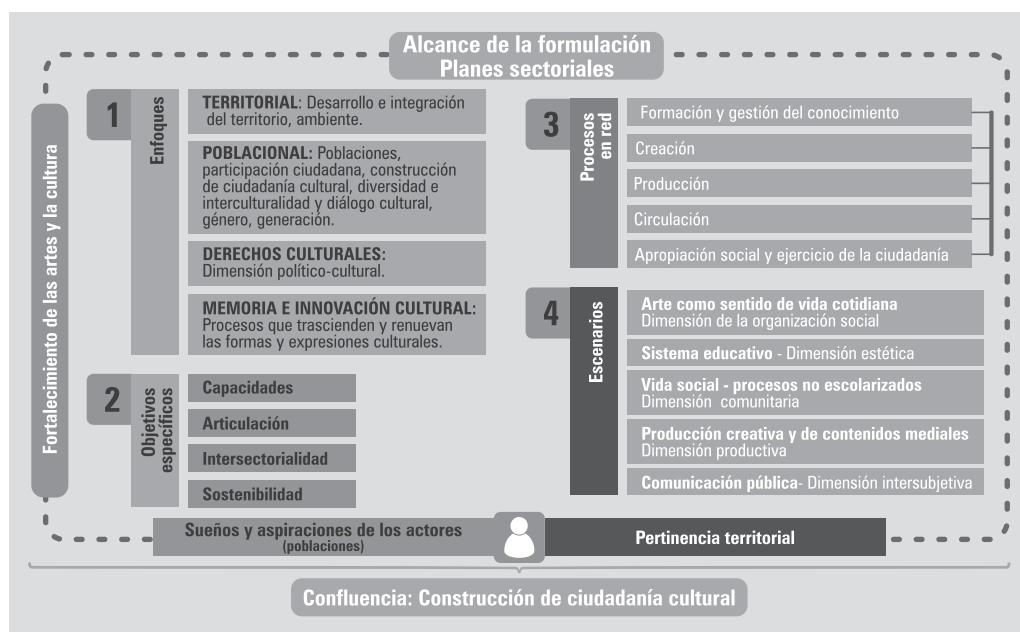 Alcance de la formulación
Planes sectoriales
Fortalecimiento de las artes y la cultura
1
Enfoques
TERRITORIAL: Desarrollo e integración
del territorio, ambiente.
POBLACIONAL: Poblaciones,
participación ciudadana, construcción
de ciudadanía cultural, diversidad e
interculturalidad y diálogo cultural,
género, generación.
DERECHOS CULTURALES:
Dimensión político-cultural.
MEMORIA E INNOVACIÓN CULTURAL:
Procesos que trascienden y renuevan
las formas y expresiones culturales.
2
Objetivos
específicos
Capacidades
Articulación
Intersectorialidad
Sostenibilidad
3
Procesos
en red
Formación y gestión del conocimiento
Creación
Producción
Circulación
Apropiación social y ejercicio de la ciudadanía
4
Escenarios
Arte como sentido de vida cotidiana
Dimensión de la organización social
Sistema educativo - Dimensión estética
Vida social - procesos no escolarizados
Dimensión comunitaria
Producción creativa y de contenidos mediales
Dimensión productiva
Comunicación pública- Dimensión intersubjetiva
Sueños y aspiraciones de los actores
(poblaciones)
Pertinencia territorial
Confluencia: Construcción de ciudadanía cultural